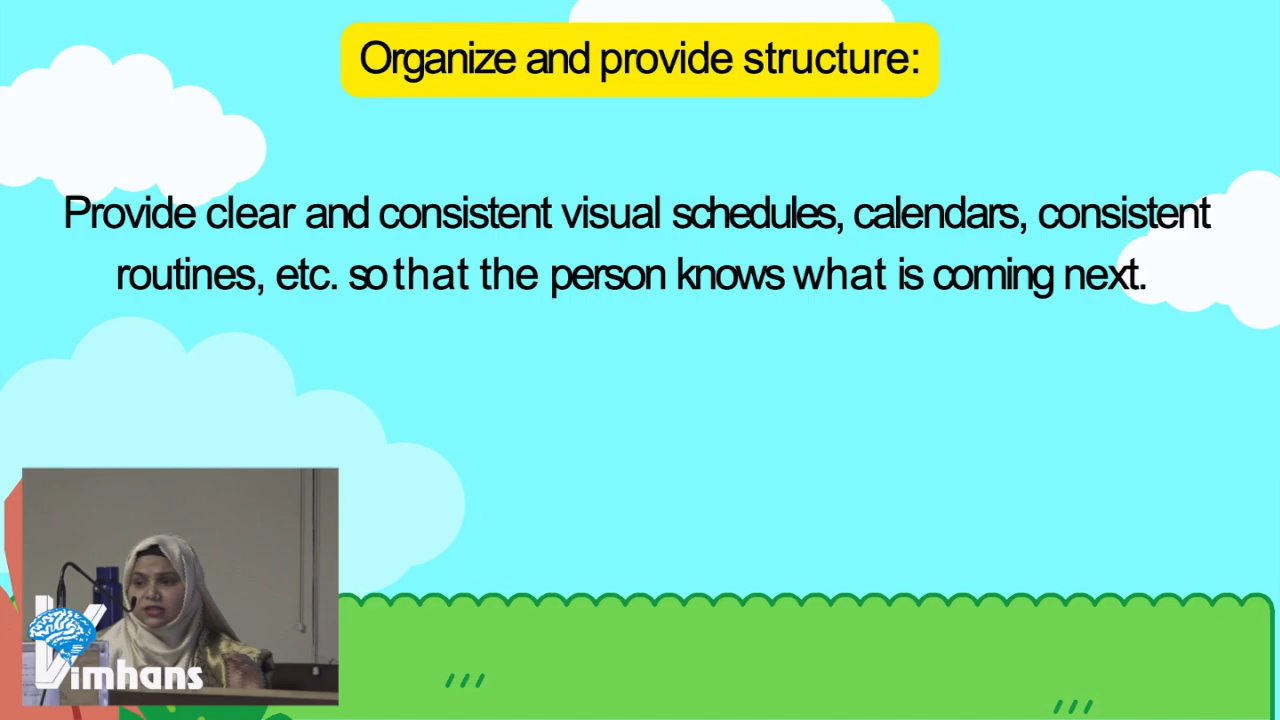 Organize and provide structure:
Provide clear and consistent visual schedules, calendars, consistent
routines, etc. so that the person knows what is coming next.
Vimhans